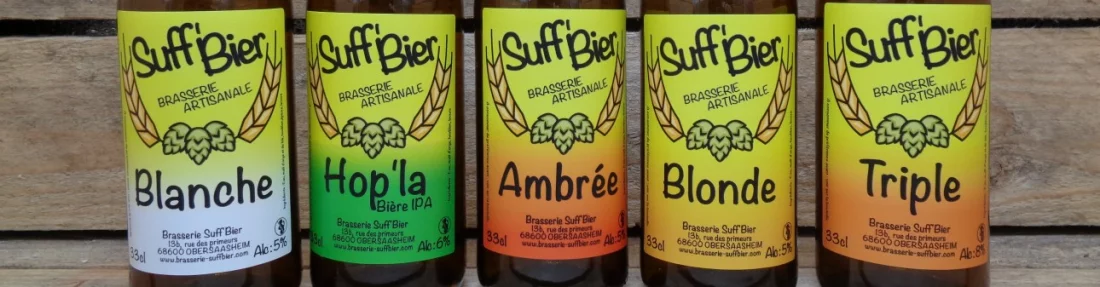 Suff'Bier
BRASSERIE
ARTISANALE
Blanche
Brasserie Suff'Bier
13b, rue des primeurs
68600 OBERSAASHEIM
www.brasserie-suffbier.com
33cl
Alc:5%
Suff'Bier
BRASSERIE
ARTISANALE
Hop'la
Bière IPA
Brasserie Suff'Bier
13b, rue des primeurs
68600 OBERSAASHEIM
www.brasserie-suffbier.com
33cl
Alc:6%
Suff'Bier
BRASSERIE
ARTISANALE
Ambrée
Brasserie Suff'Bier
13b, rue des primeurs
68600 OBERSAASHEIM
www.brasserie-suffbier.com
33cl
Suff'Bier
BRASSERIE
ARTISANALE
Blonde
Brasserie Suff'Bier
13b, rue des primeurs
68600 OBERSAASHEIM
www.brasserie-suffbier.com
33cl
Alc:5%
Suff'Bier
BRASSERIE
ARTISANALE
Triple
Brasserie Suff'Bier
13b, rue des primeurs
68600 OBERSAASHEIM
www.brasserie-suffbier.com
33cl
Alc:8%